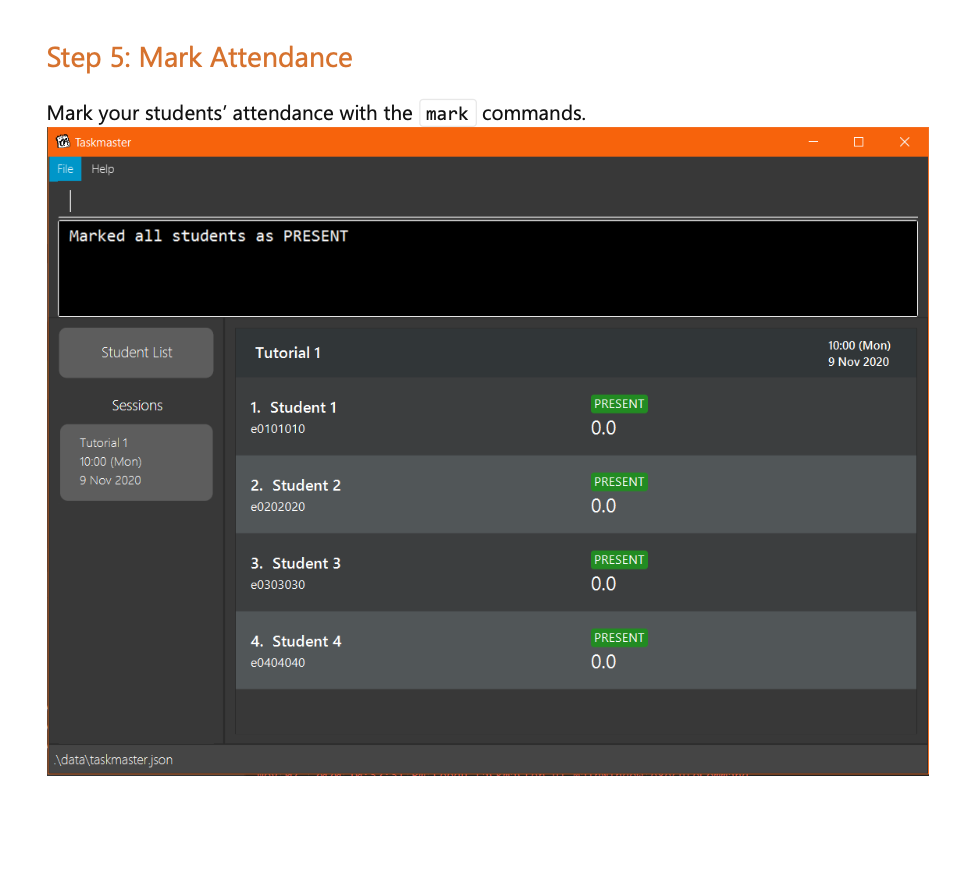 Step 5: Mark Attendance
Mark your students’ attendance with the mark commands.
Taskmaster
File Help
Marked all students as PRESENT
Student List
Sessions
Tutorial 1
10:00 (Mon)
9 Nov 2020
Tutorial 1
10:00 (Mon)
9 Nov 2020
1. Student 1
PRESENT
e0101010
0.0
2. Student 2
PRESENT
e0202020
0.0
3. Student 3
PRESENT
e0303030
0.0
4. Student 4
PRESENT
e0404040
0.0
.\data\taskmaster.json